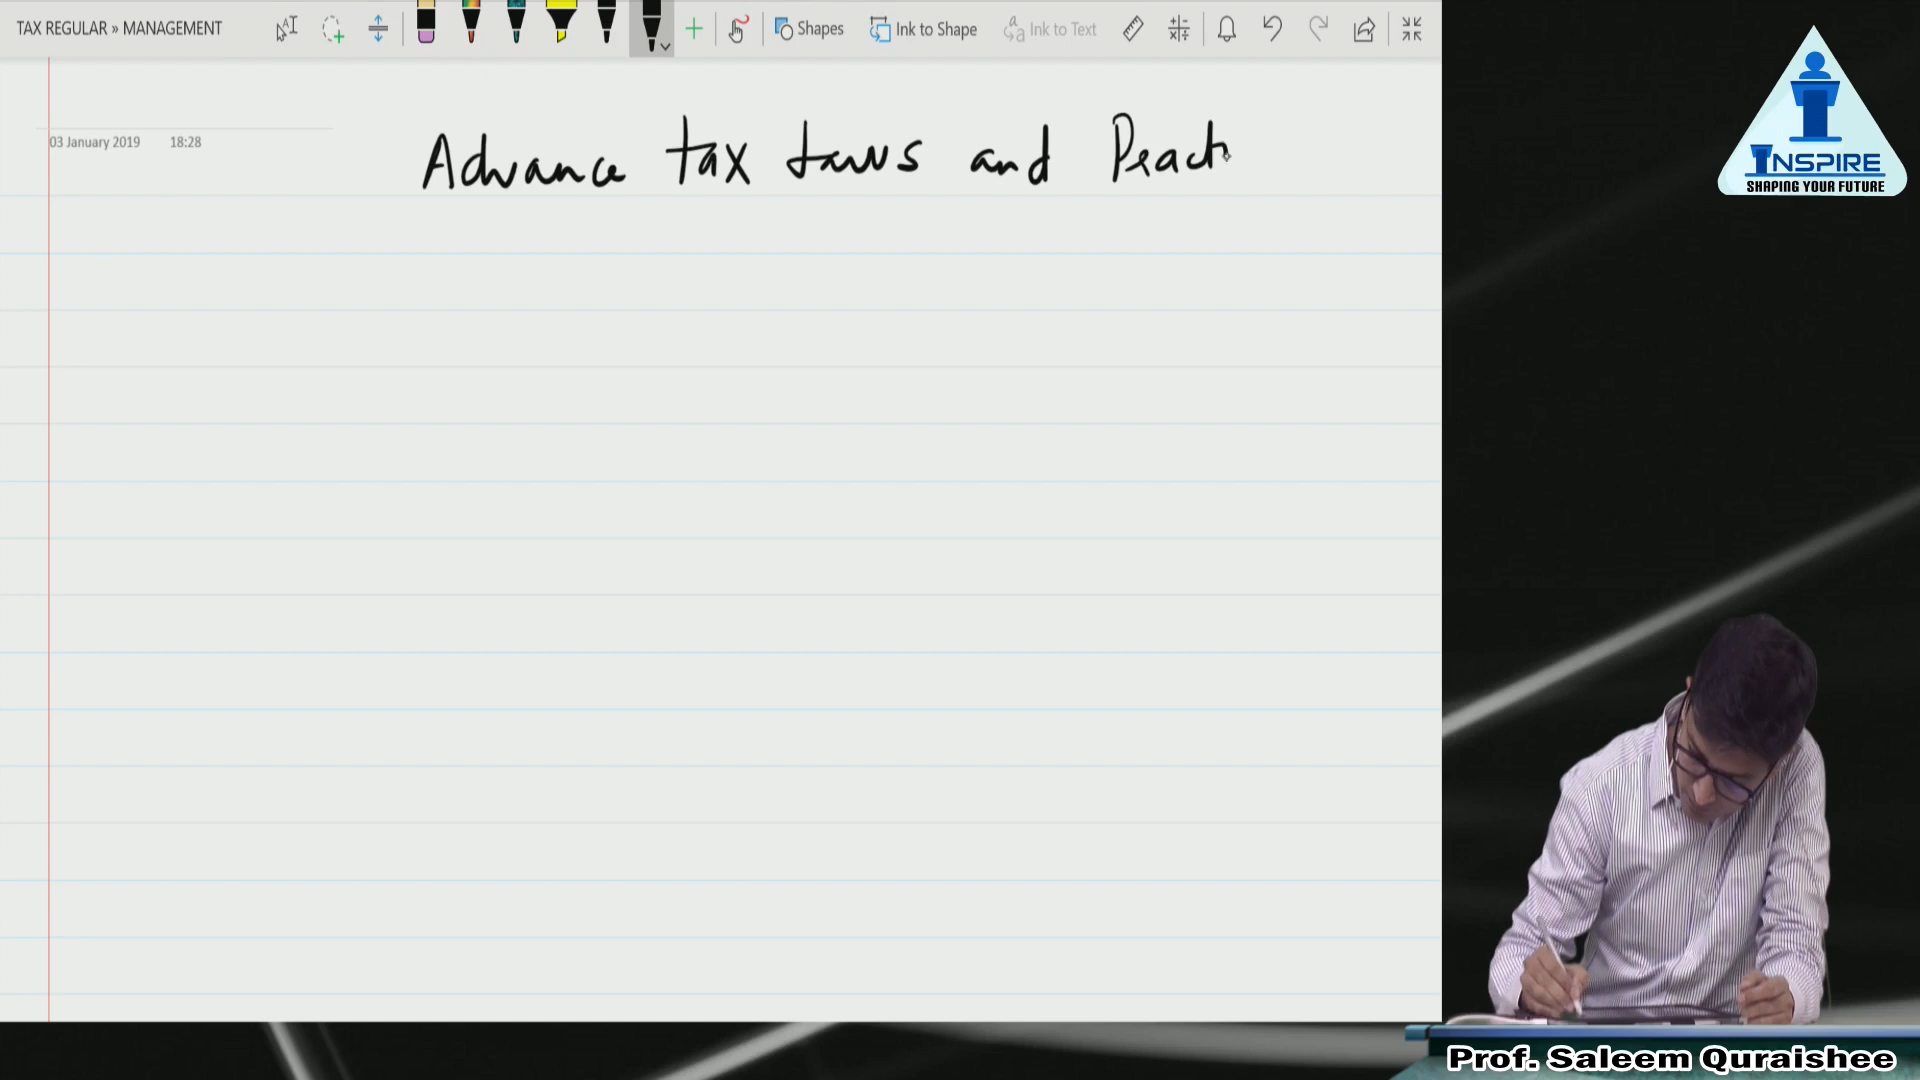 TAX REGULAR » MANAGEMENT
Shapes
Ink to Shape
Ink to Text
03 January 2019 18:28
Advance tax Laws and Pract
INSPIRE
SHAPING YOUR FUTURE
Prof. Saleem Quraishee